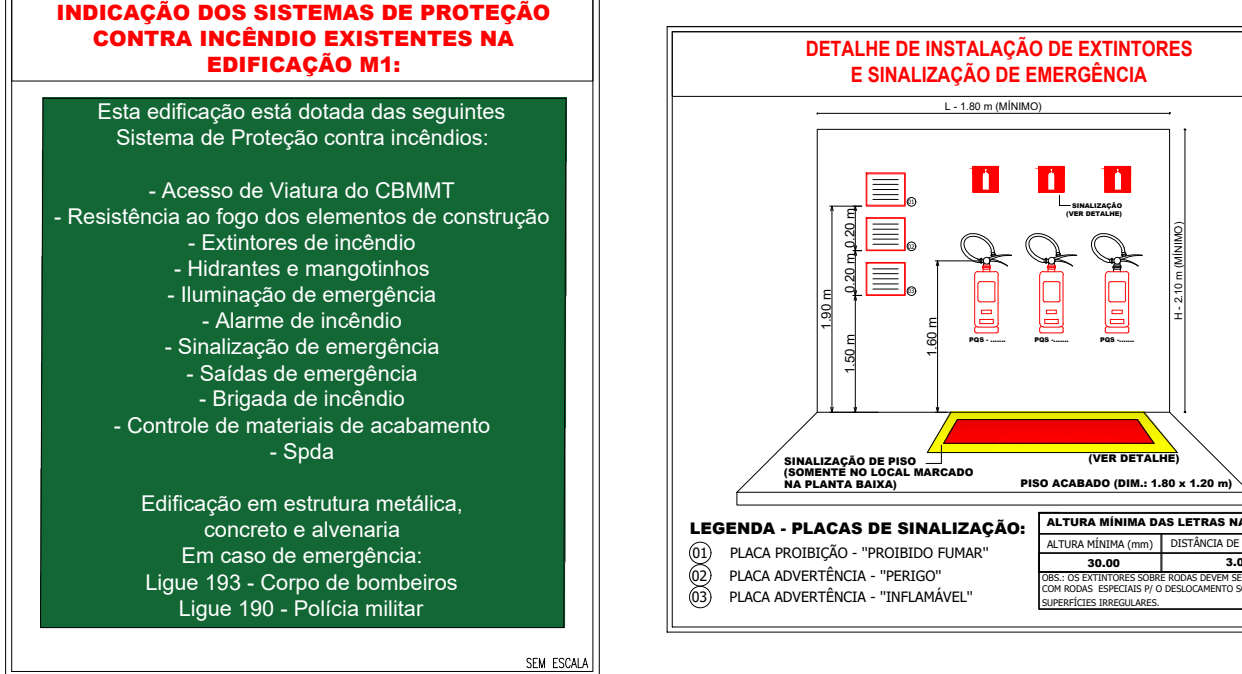 INDICAÇÃO DOS SISTEMAS DE PROTEÇÃO
CONTRA INCÊNDIO EXISTENTES NA
EDIFICAÇÃO M1:
Esta edificação está dotada das seguintes
Sistema de Proteção contra incêndios:
- Acesso de Viatura do CBMMT
- Resistência ao fogo dos elementos de construção
- Extintores de incêndio
- Hidrantes e mangotinhos
- Iluminação de emergência
- Alarme de incêndio
- Sinalização de emergência
- Saídas de emergência
- Brigada de incêndio
- Controle de materiais de acabamento
- Spda
Edificação em estrutura metálica,
concreto e alvenaria
Em caso de emergência:
Ligue 193 - Corpo de bombeiros
Ligue 190 - Polícia militar
SEM ESCALA
DETALHE DE INSTALAÇÃO DE EXTINTORES
E SINALIZAÇÃO DE EMERGÊNCIA
L - 1.80 m (MÍNIMO)
01
02
03
0.20 m
0.20 m
1.90 m
1.50 m
1.60 m
SINALIZAÇÃO
(VER DETALHE)
H - 2.10 m (MÍNIMO)
PQS - .......
PQS -.......
PQS -.......
SINALIZAÇÃO DE PISO
(SOMENTE NO LOCAL MARCADO
NA PLANTA BAIXA)
(VER DETALHE)
PISO ACABADO (DIM.: 1.80 x 1.20 m)
LEGENDA - PLACAS DE SINALIZAÇÃO:
01 PLACA PROIBIÇÃO - "PROIBIDO FUMAR"
02 PLACA ADVERTÊNCIA - "PERIGO"
03 PLACA ADVERTÊNCIA - "INFLAMÁVEL"
ALTURA MÍNIMA DAS LETRAS
ALTURA MÍNIMA (mm) DISTÂNCIA DE
30.00 3.0
OBS.: OS EXTINTORES SOBRE RODAS DEVEM
COM RODAS ESPECIAIS P/ O DESLOCAMENTO
SUPERFÍCIES IRREGULARES.